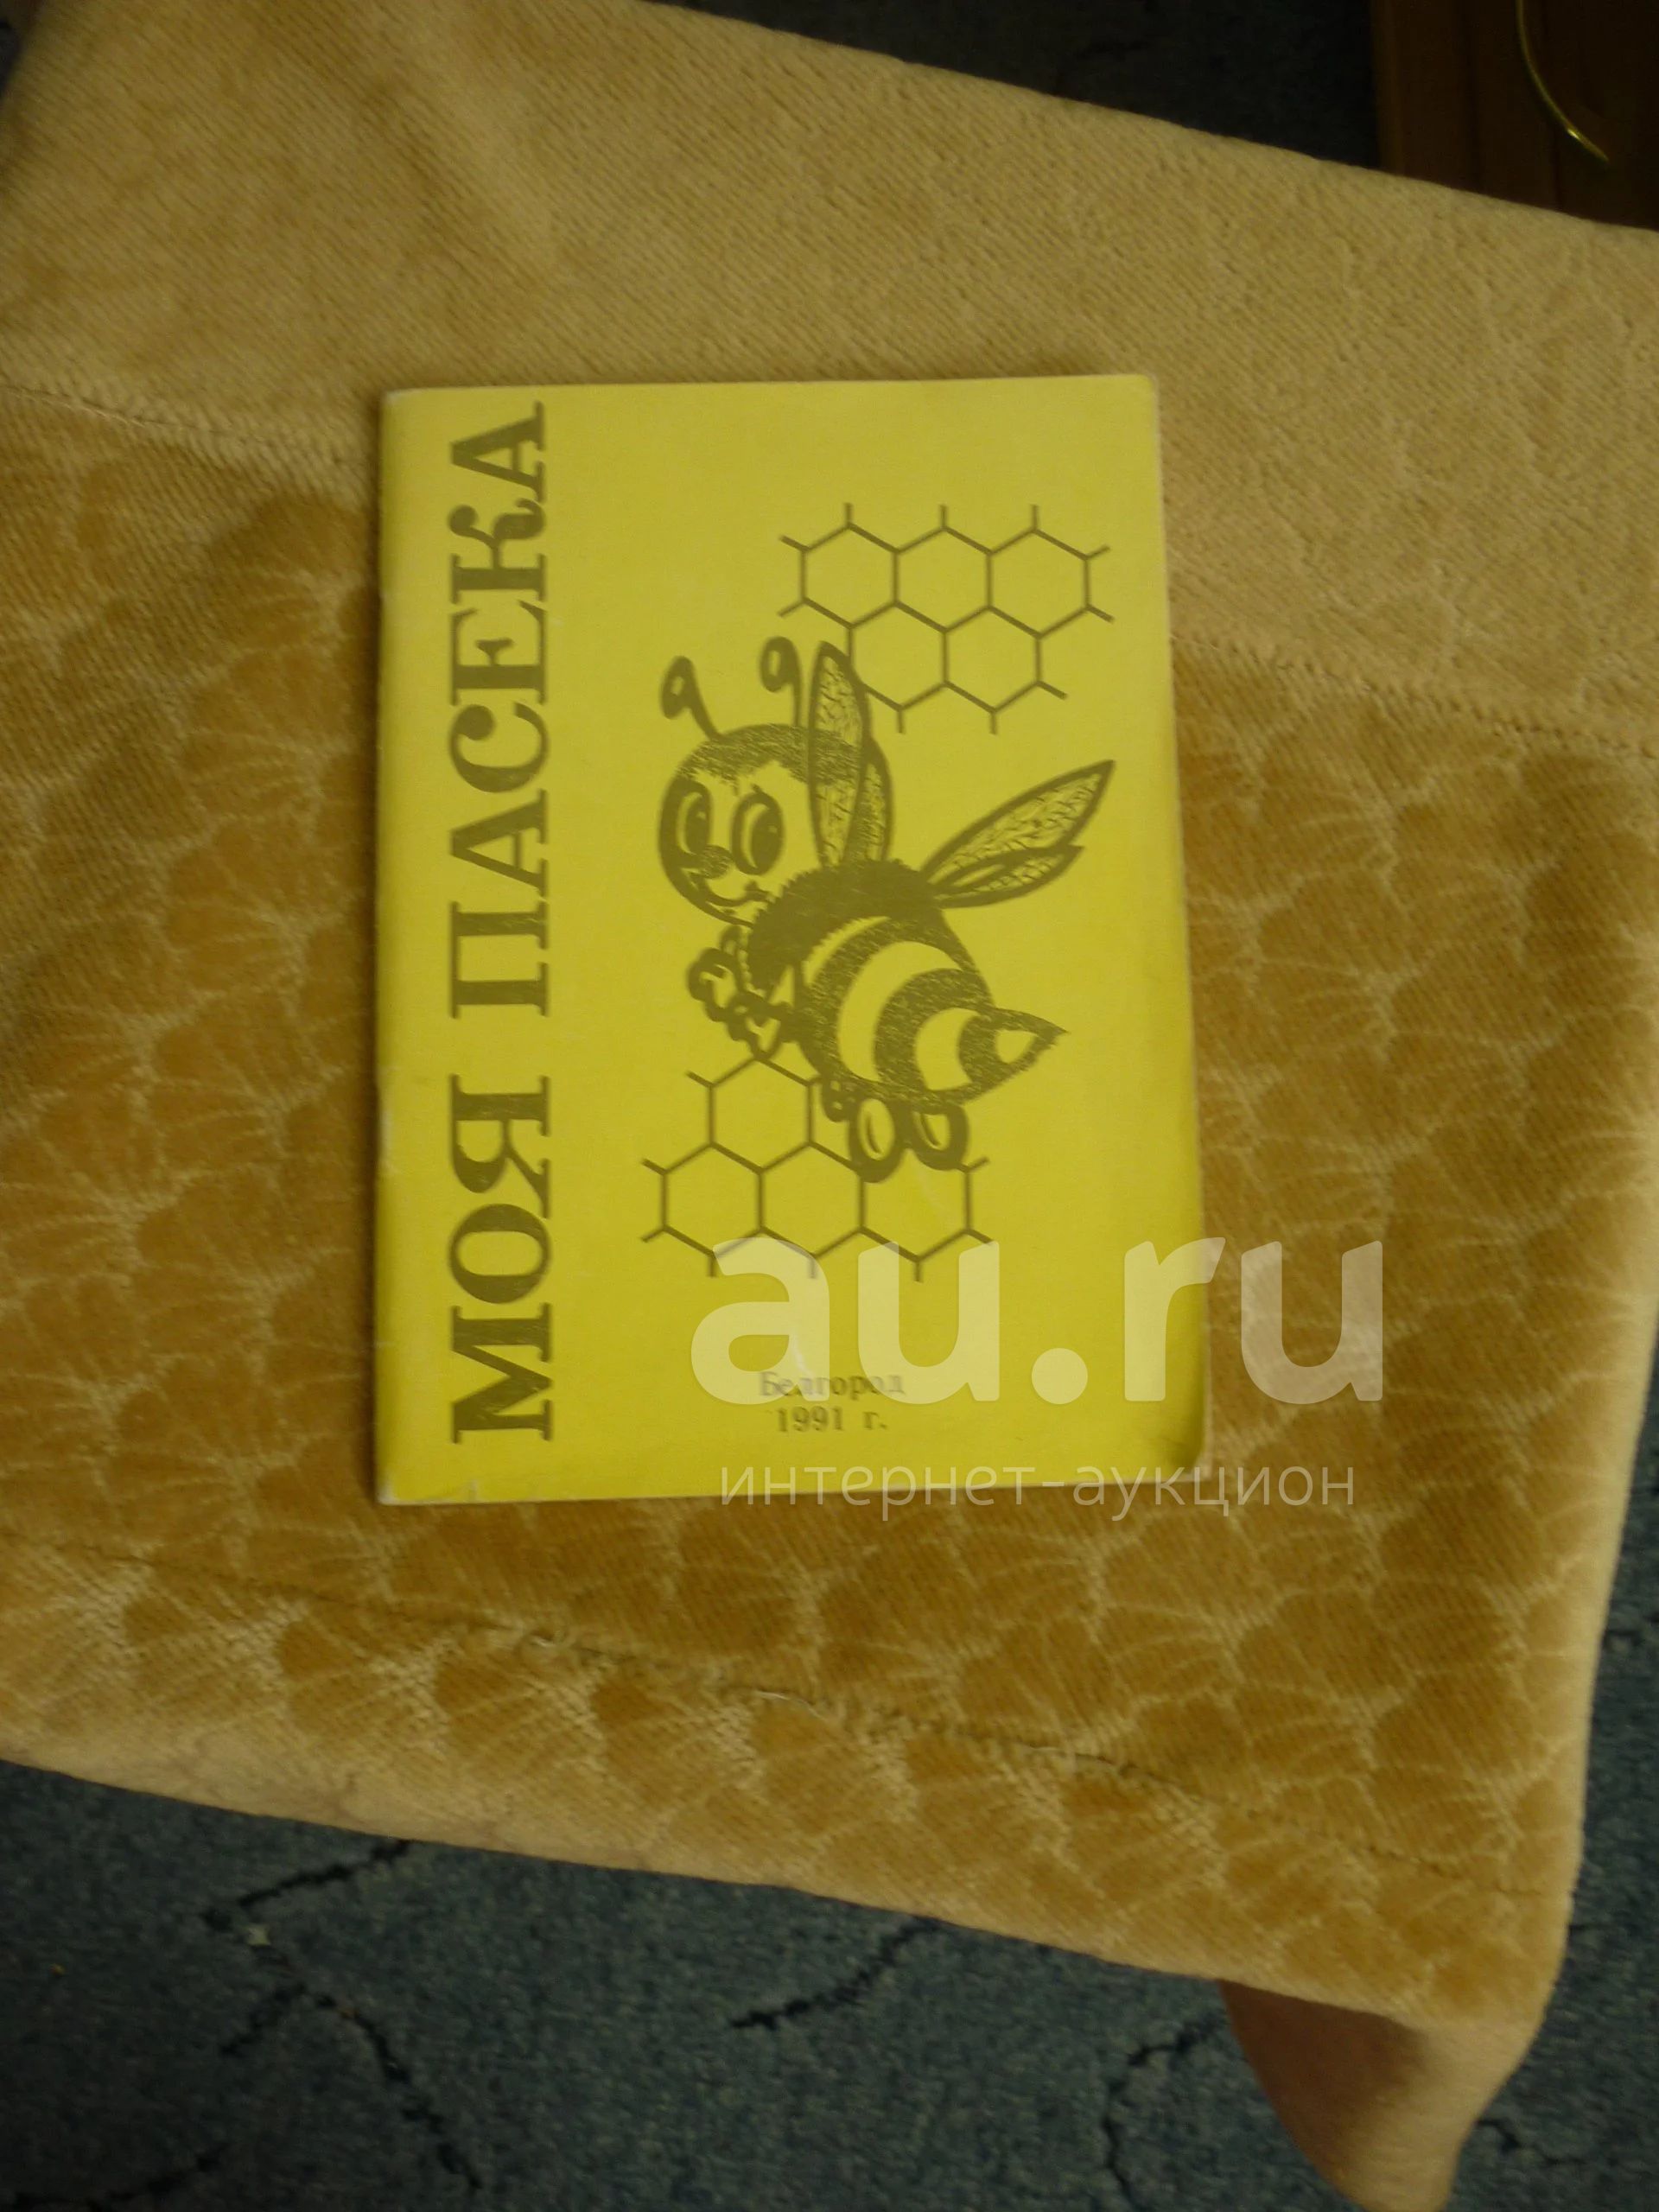 МОЯ ПАСЕКА
Белгород
1991 г.
au.ru
интернет-аукцион